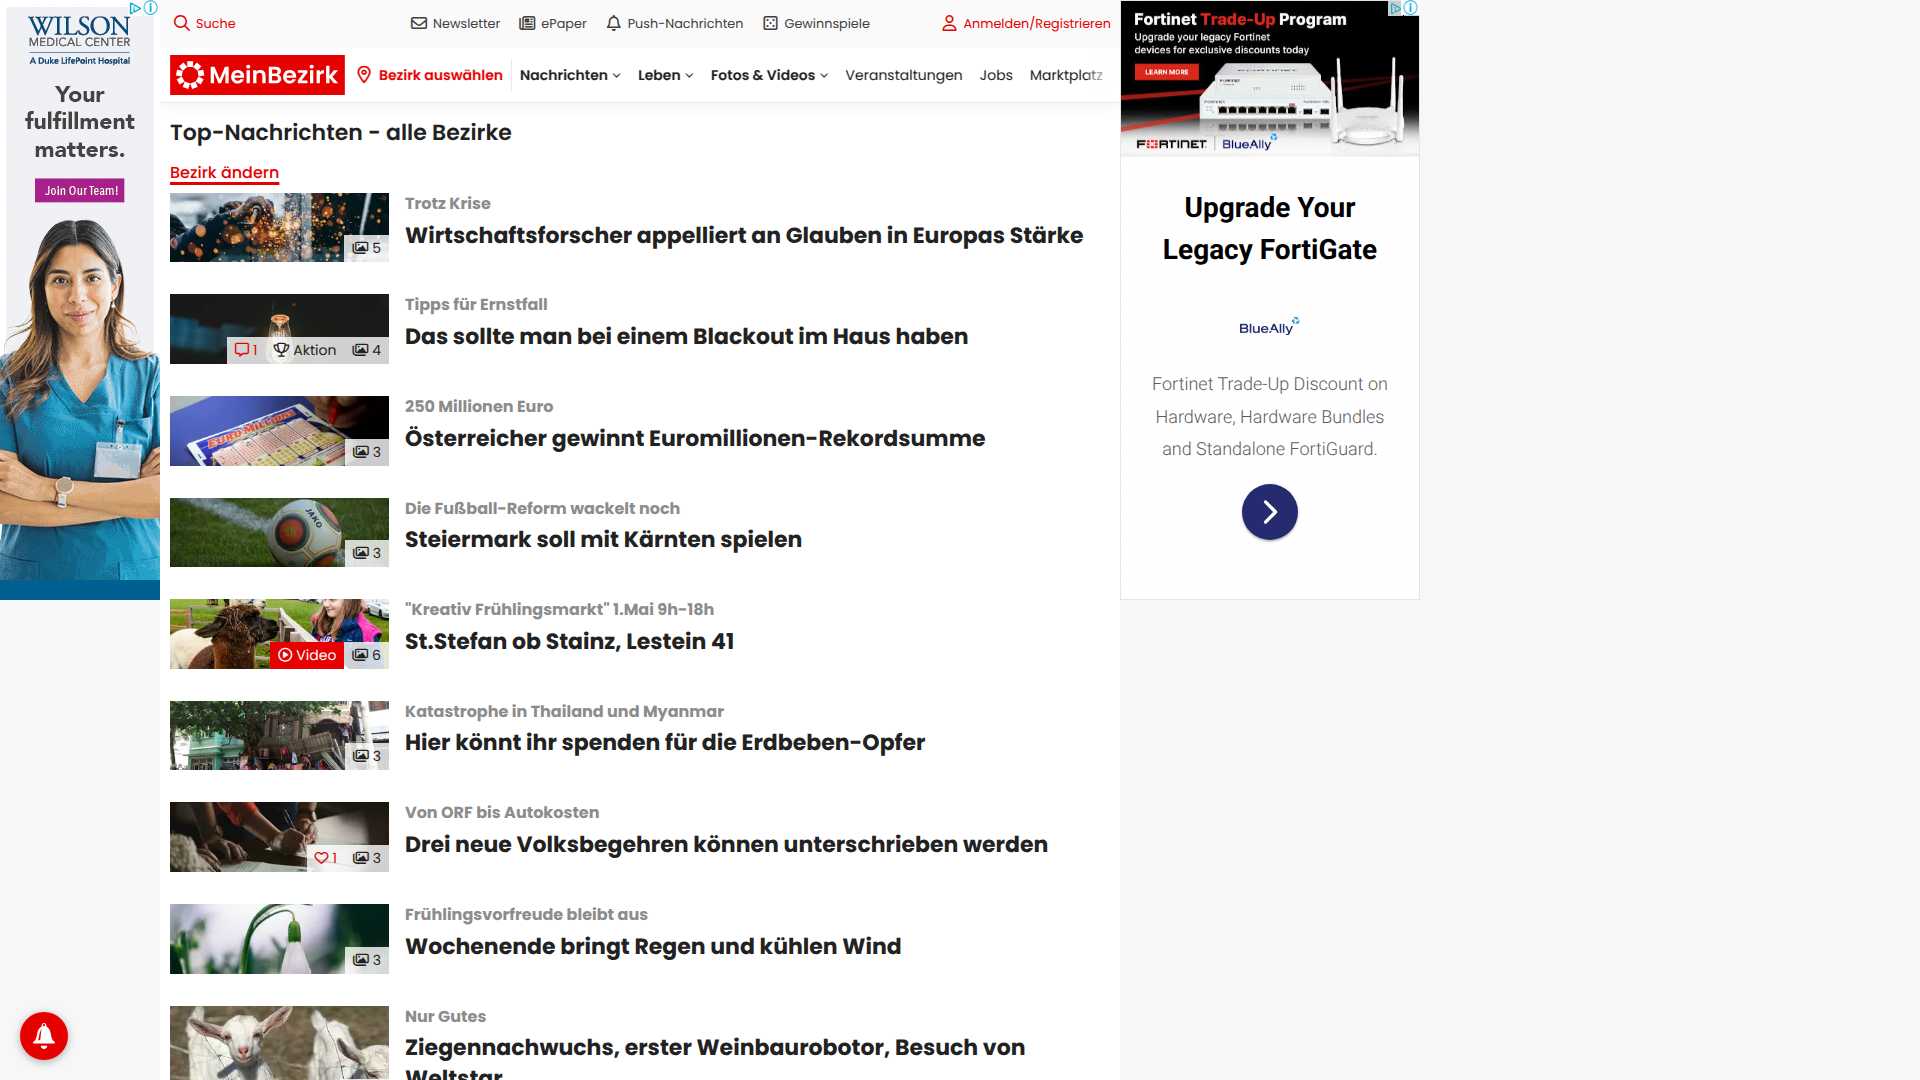 WILSON
MEDICAL CENTER
A Duke LifePoint Hospital
Your
fulfillment
matters.
Join Our Team!
Suche
Newsletter
ePaper
Push-Nachrichten
Gewinnspiele
Anmelden/Registrieren
MeinBezirk
Bezirk auswählen
Nachrichten
Leben
Fotos & Videos
Veranstaltungen
Jobs
Marktplatz
Top-Nachrichten - alle Bezirke
Bezirk ändern
Trotz Krise
Wirtschaftsforscher appelliert an Glauben in Europas Stärke
5
Tipps für Ernstfall
Das sollte man bei einem Blackout im Haus haben
1 Aktion 4
250 Millionen Euro
Österreicher gewinnt Euromillionen-Rekordsumme
EURO MILLIONEN
3
Die Fußball-Reform wackelt noch
Steiermark soll mit Kärnten spielen
JAKO
3
"Kreativ Frühlingsmarkt" 1.Mai 9h-18h
St.Stefan ob Stainz, Lestein 41
Video 6
Katastrophe in Thailand und Myanmar
Hier könnt ihr spenden für die Erdbeben-Opfer
3
Von ORF bis Autokosten
Drei neue Volksbegehren können unterschrieben werden
1 3
Frühlingsvorfreude bleibt aus
Wochenende bringt Regen und kühlen Wind
3
Nur Gutes
Ziegennachwuchs, erster Weinbaurobotor, Besuch von
Weltstar
Fortinet Trade-Up Program
Upgrade your legacy Fortinet
devices for exclusive discounts today
LEARN MORE
FORTINET
FORTINET BlueAlly
Upgrade Your
Legacy FortiGate
BlueAlly
Fortinet Trade-Up Discount on
Hardware, Hardware Bundles
and Standalone FortiGuard.